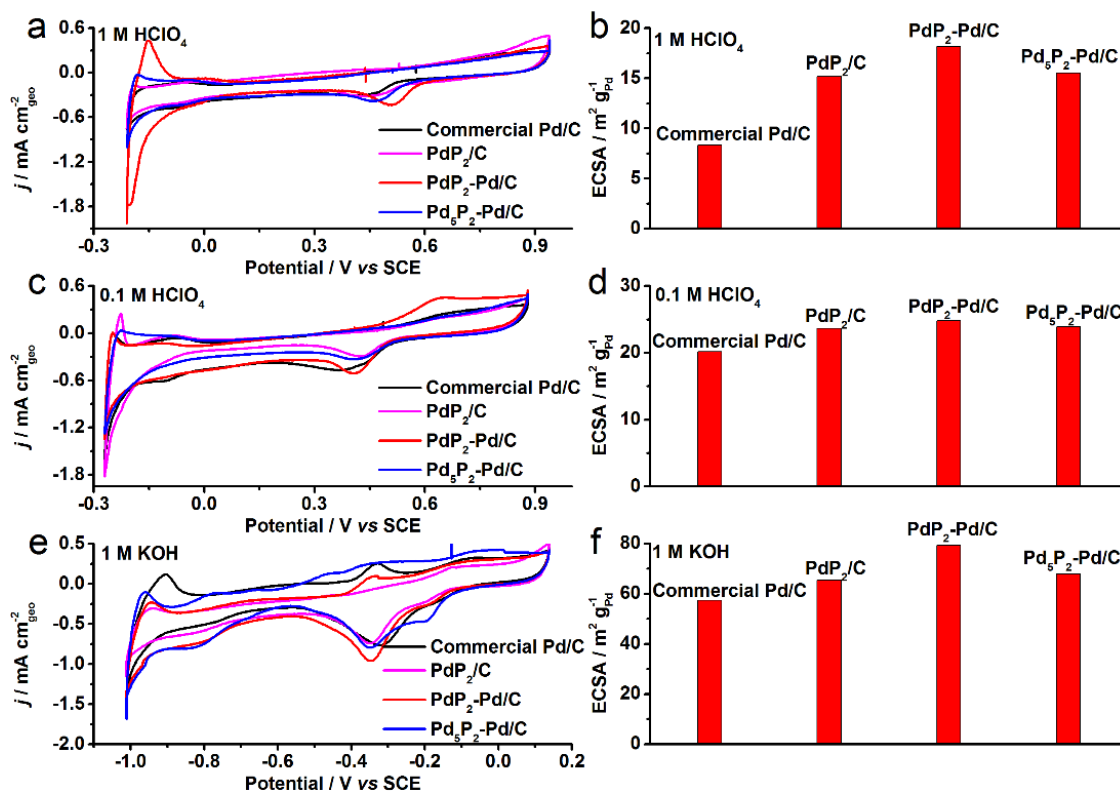 a
1 M HClO₄
j / mA cm⁻²geo
0.6
0.0
-0.6
-1.2
-1.8
-0.3
0.0
0.3
0.6
0.9
Potential / V vs SCE
Commercial Pd/C
PdP₂/C
PdP₂-Pd/C
Pd₅P₂-Pd/C
b
1 M HClO₄
ECSA / m² g⁻¹Pd
20
15
10
5
0
Commercial Pd/C
PdP₂/C
PdP₂-Pd/C
Pd₅P₂-Pd/C
c
0.1 M HClO₄
j / mA cm⁻²geo
0.6
0.0
-0.6
-1.2
-1.8
-0.3
0.0
0.3
0.6
0.9
Potential / V vs SCE
Commercial Pd/C
PdP₂/C
PdP₂-Pd/C
Pd₅P₂-Pd/C
d
0.1 M HClO₄
ECSA / m² g⁻¹Pd
30
20
10
0
Commercial Pd/C
PdP₂/C
PdP₂-Pd/C
Pd₅P₂-Pd/C
e
1 M KOH
j / mA cm⁻²geo
0.5
0.0
-0.5
-1.0
-1.5
-2.0
-1.0
-0.8
-0.6
-0.4
-0.2
0.0
0.2
Potential / V vs SCE
Commercial Pd/C
PdP₂/C
PdP₂-Pd/C
Pd₅P₂-Pd/C
f
1 M KOH
ECSA / m² g⁻¹Pd
80
60
40
20
0
Commercial Pd/C
PdP₂/C
PdP₂-Pd/C
Pd₅P₂-Pd/C